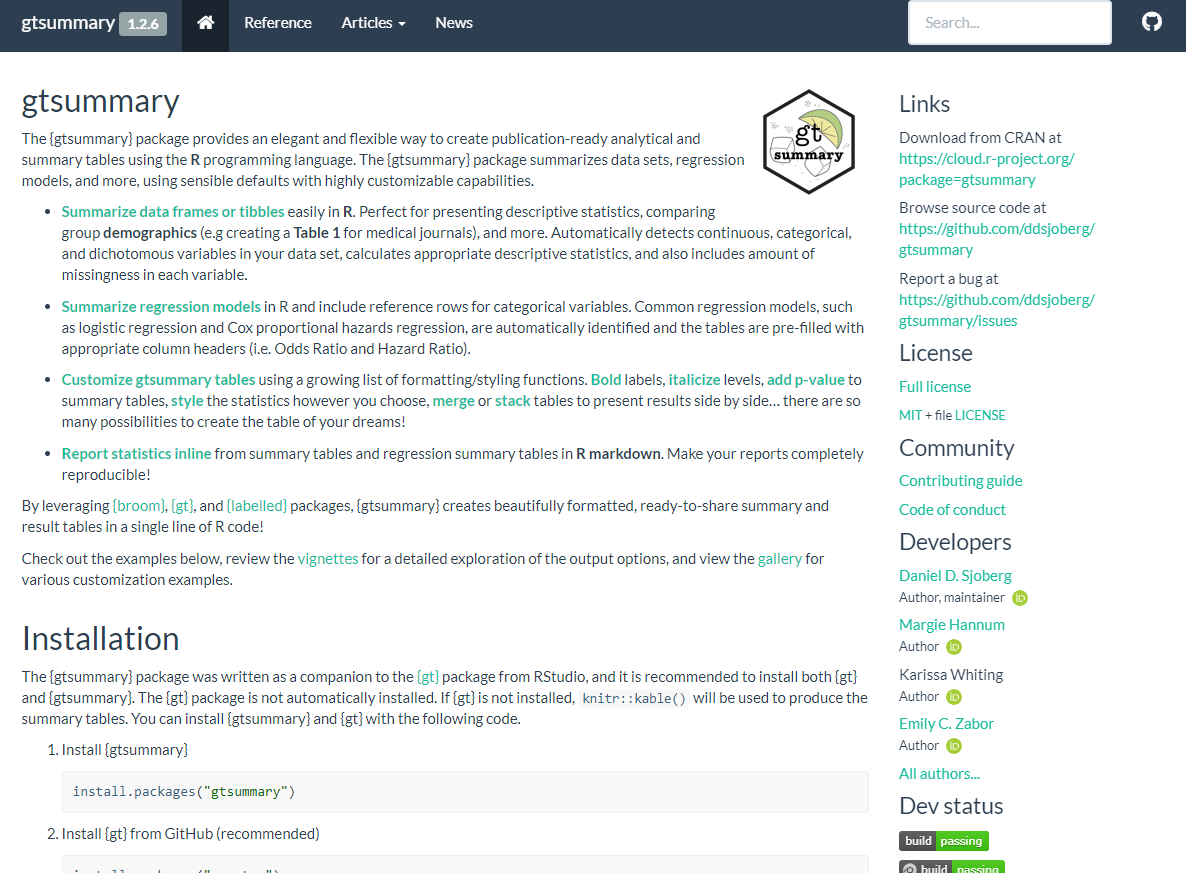 gtsummary 1.2.6 Reference Articles News Search...
gtsummary
The {gtsummary} package provides an elegant and flexible way to create publication-ready analytical and
summary tables using the R programming language. The {gtsummary} package summarizes data sets, regression
models, and more, using sensible defaults with highly customizable capabilities.
gt
summary
• Summarize data frames or tibbles easily in R. Perfect for presenting descriptive statistics, comparing
group demographics (e.g creating a Table 1 for medical journals), and more. Automatically detects continuous, categorical,
and dichotomous variables in your data set, calculates appropriate descriptive statistics, and also includes amount of
missingness in each variable.
• Summarize regression models in R and include reference rows for categorical variables. Common regression models, such
as logistic regression and Cox proportional hazards regression, are automatically identified and the tables are pre-filled with
appropriate column headers (i.e. Odds Ratio and Hazard Ratio).
• Customize gtsummary tables using a growing list of formatting/styling functions. Bold labels, italicize levels, add p-value to
summary tables, style the statistics however you choose, merge or stack tables to present results side by side… there are so
many possibilities to create the table of your dreams!
• Report statistics inline from summary tables and regression summary tables in R markdown. Make your reports completely
reproducible!
By leveraging {broom}, {gt}, and {labelled} packages, {gtsummary} creates beautifully formatted, ready-to-share summary and
result tables in a single line of R code!
Check out the examples below, review the vignettes for a detailed exploration of the output options, and view the gallery for
various customization examples.
Installation
The {gtsummary} package was written as a companion to the {gt} package from RStudio, and it is recommended to install both {gt}
and {gtsummary}. The {gt} package is not automatically installed. If {gt} is not installed, knitr::kable() will be used to produce the
summary tables. You can install {gtsummary} and {gt} with the following code.
1. Install {gtsummary}
install.packages("gtsummary")
2. Install {gt} from GitHub (recommended)
Links
Download from CRAN at
https://cloud.r-project.org/
package=gtsummary
Browse source code at
https://github.com/ddsjoberg/
gtsummary
Report a bug at
https://github.com/ddsjoberg/
gtsummary/issues
License
Full license
MIT + file LICENSE
Community
Contributing guide
Code of conduct
Developers
Daniel D. Sjoberg
Author, maintainer iD
Margie Hannum
Author iD
Karissa Whiting
Author iD
Emily C. Zabor
Author iD
All authors...
Dev status
build passing
build passing